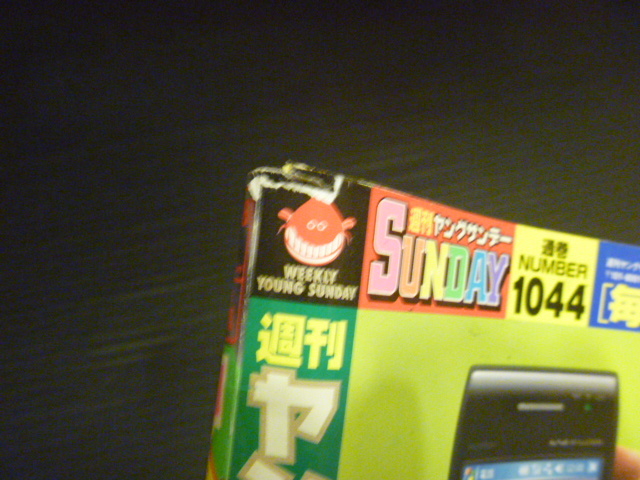 WEEKLY
YOUNG SUNDAY
週刊ヤングサンデー
SUNDAY
通巻
NUMBER
1044
[毎
週刊
ヤ